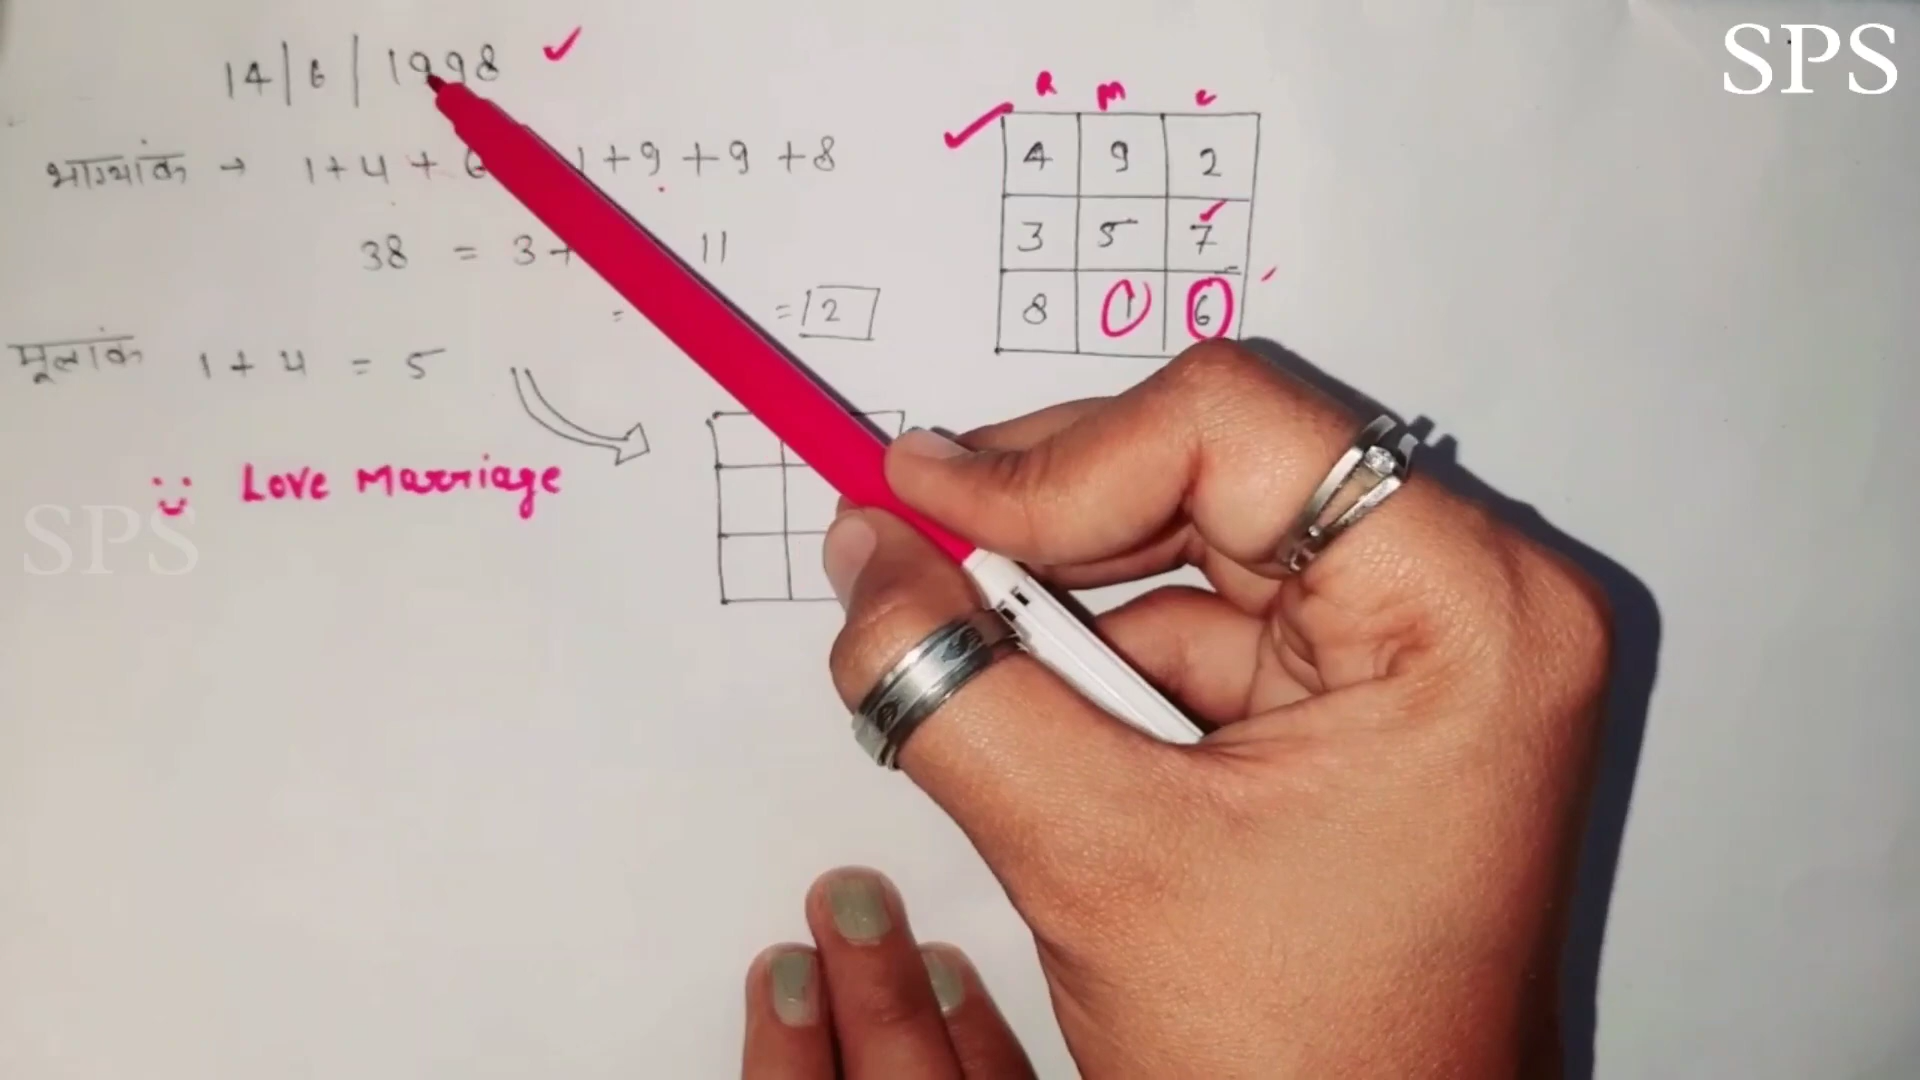 SPS
14 | 6 | 1998 ✓
भाग्यांक → 1 + 4 + 6 1 + 9 + 9 + 8
38 = 3 + 11
= = 2
मूलांक 1 + 4 = 5
Love Marriage
SPS
R M C
4 9 2
3 5 7
8 1 6